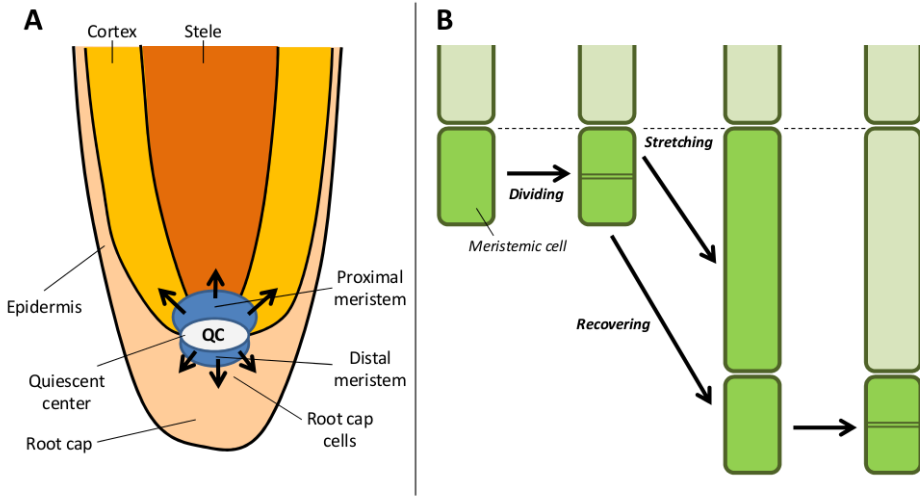 A
Cortex
Stele
Epidermis
Proximal
meristem
QC
Quiescent
center
Distal
meristem
Root cap
Root cap
cells
B
Stretching
Dividing
Meristemic cell
Recovering